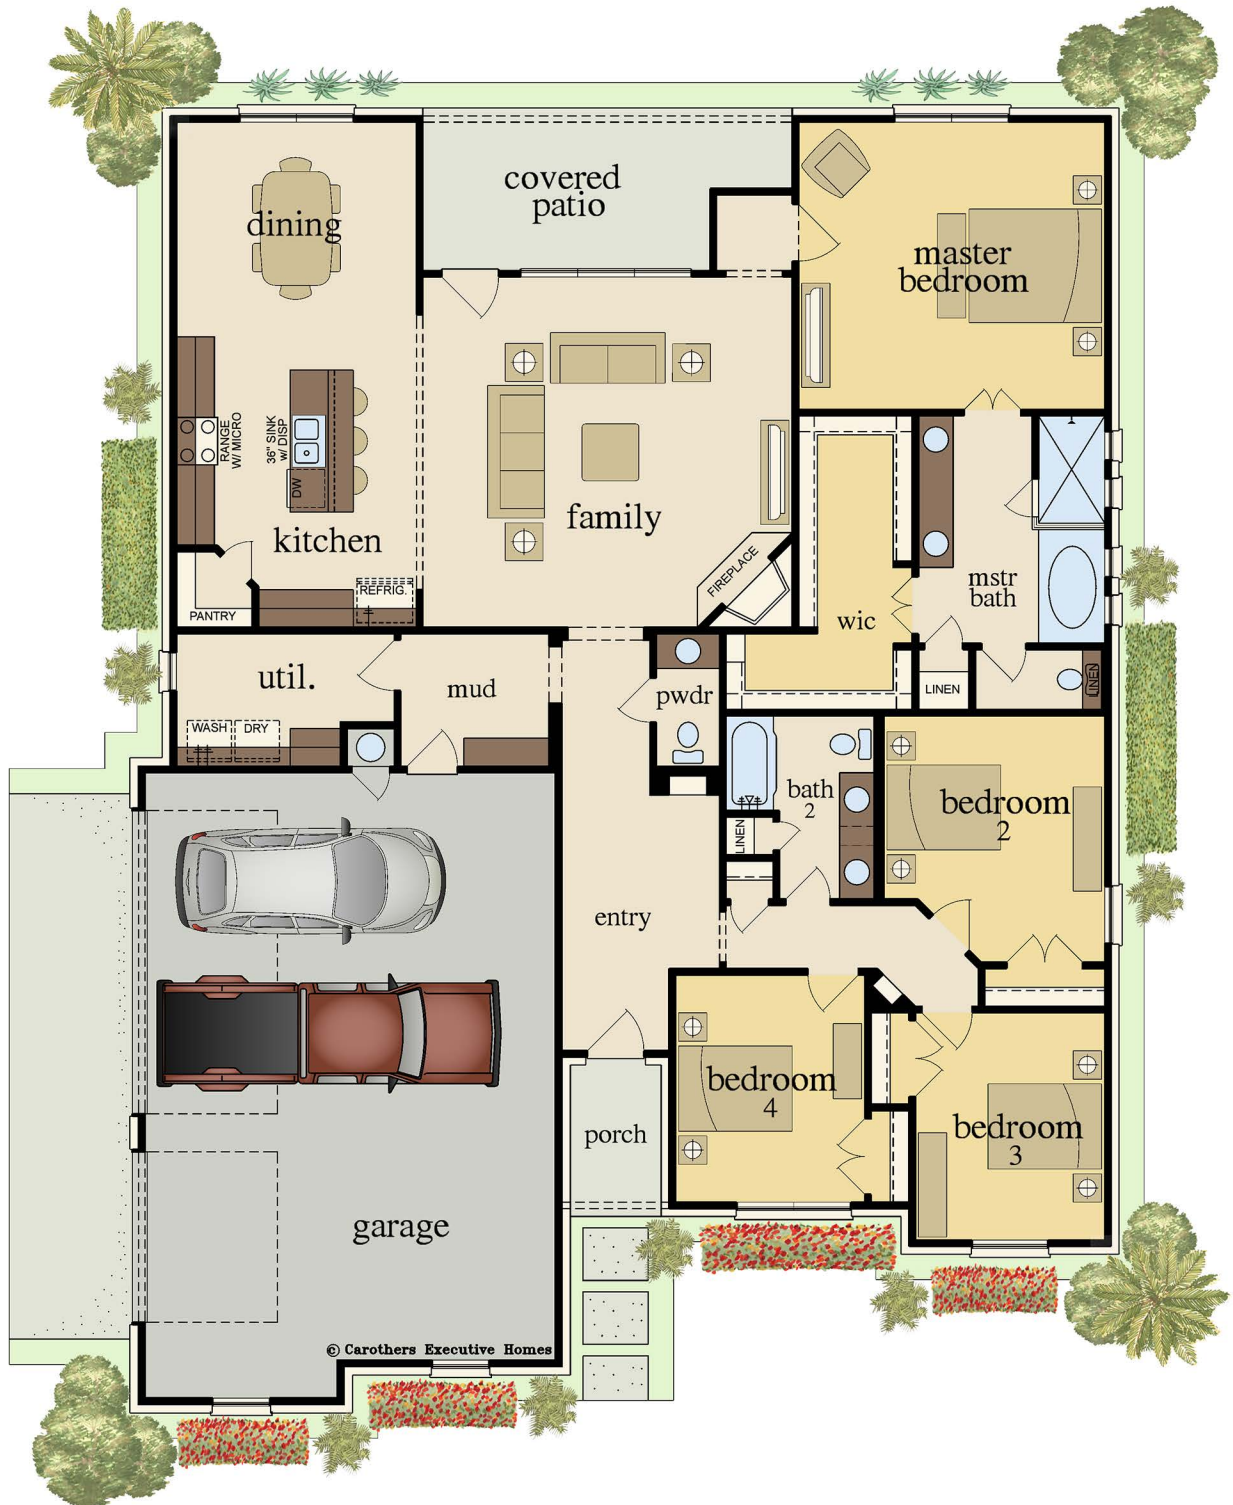 covered
patio
dining
master
bedroom
RANGE
W/ MICRO
36" SINK
w/ DISP
DW
family
kitchen
FIREPLACE
mstr
bath
REFRIG.
PANTRY
wic
util.
mud
pwdr
LINEN
LINEN
WASH
DRY
bath
2
bedroom
2
LINEN
entry
bedroom
4
bedroom
3
porch
garage
© Carothers Executive Homes